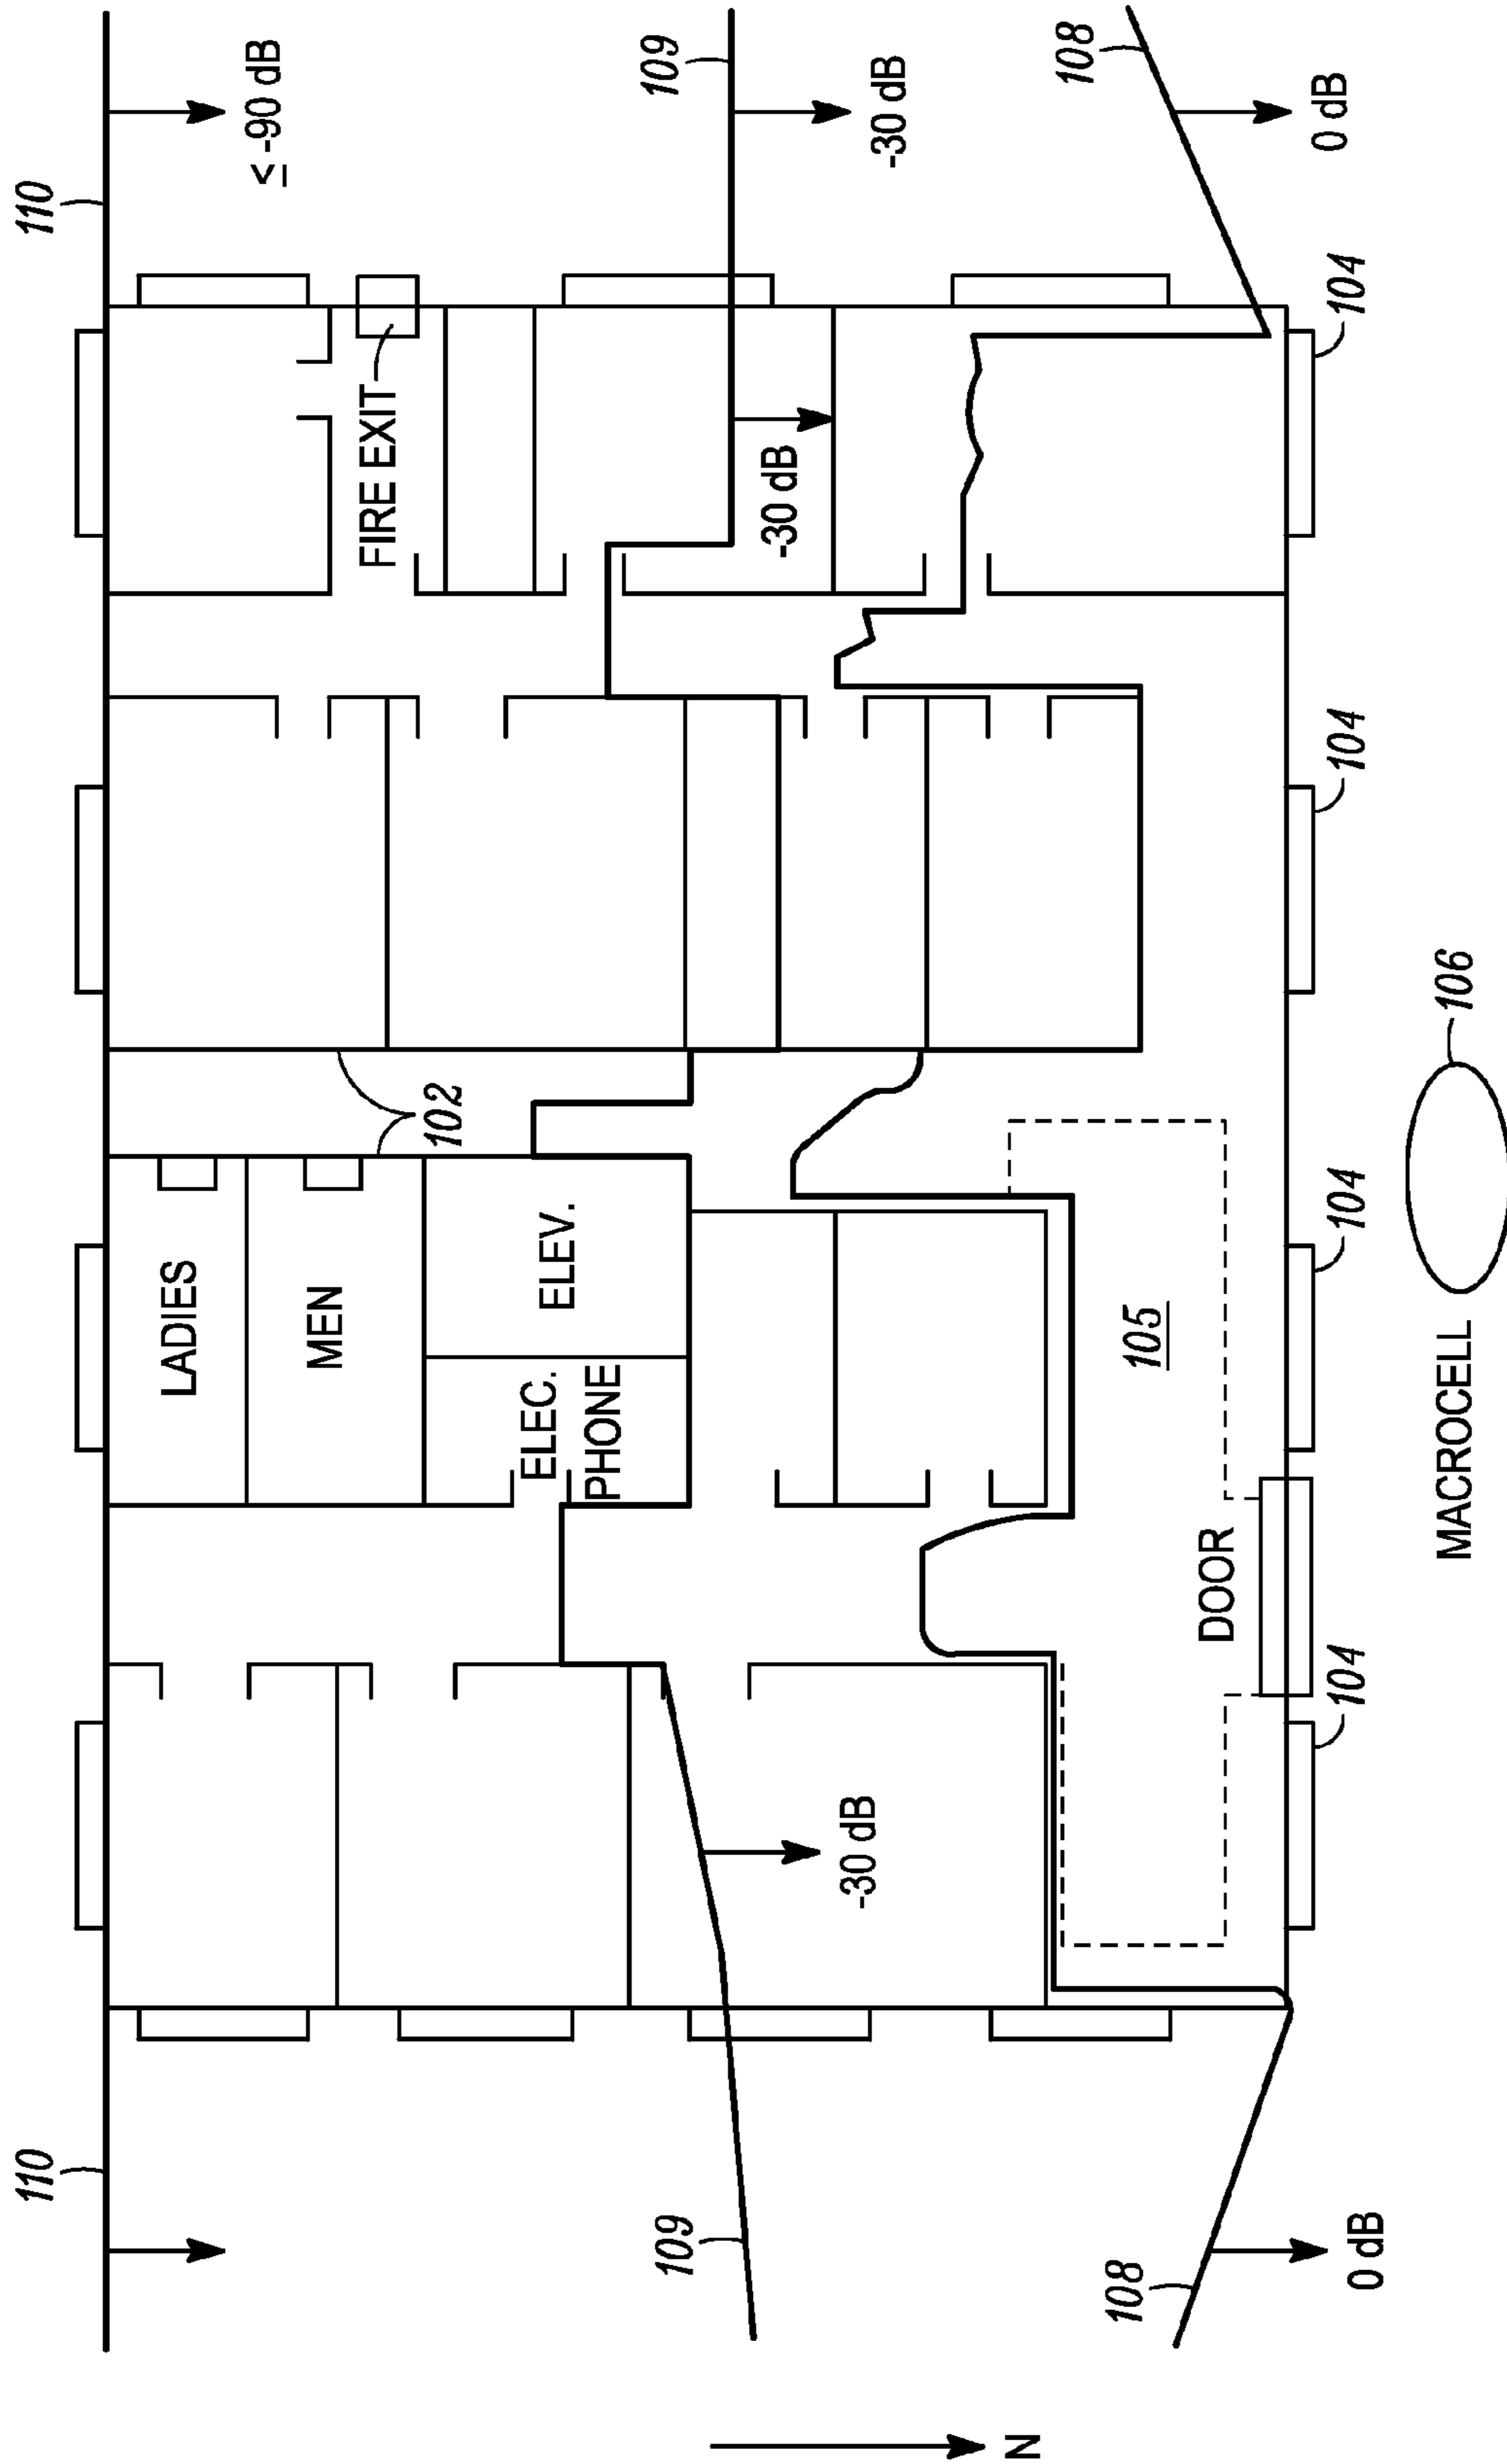 110
110
LADIES
≤ -90 dB
MEN
FIRE EXIT
102
ELEC.
PHONE
ELEV.
109
109
-30 dB
-30 dB
-30 dB
N
108
108
105
DOOR
0 dB
104
104
104
104
0 dB
MACROCELL
106